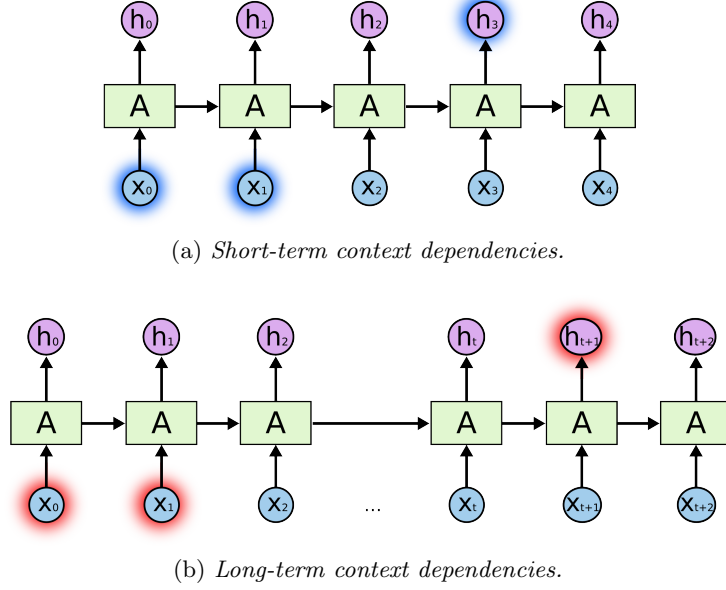 h₀ h₁ h₂ h₃ h₄
A A A A A
x₀ x₁ x₂ x₃ x₄
(a) Short-term context dependencies.
h₀ h₁ h₂ hₜ hₜ₊₁ hₜ₊₂
A A A A A A
x₀ x₁ x₂ ... xₜ xₜ₊₁ xₜ₊₂
(b) Long-term context dependencies.